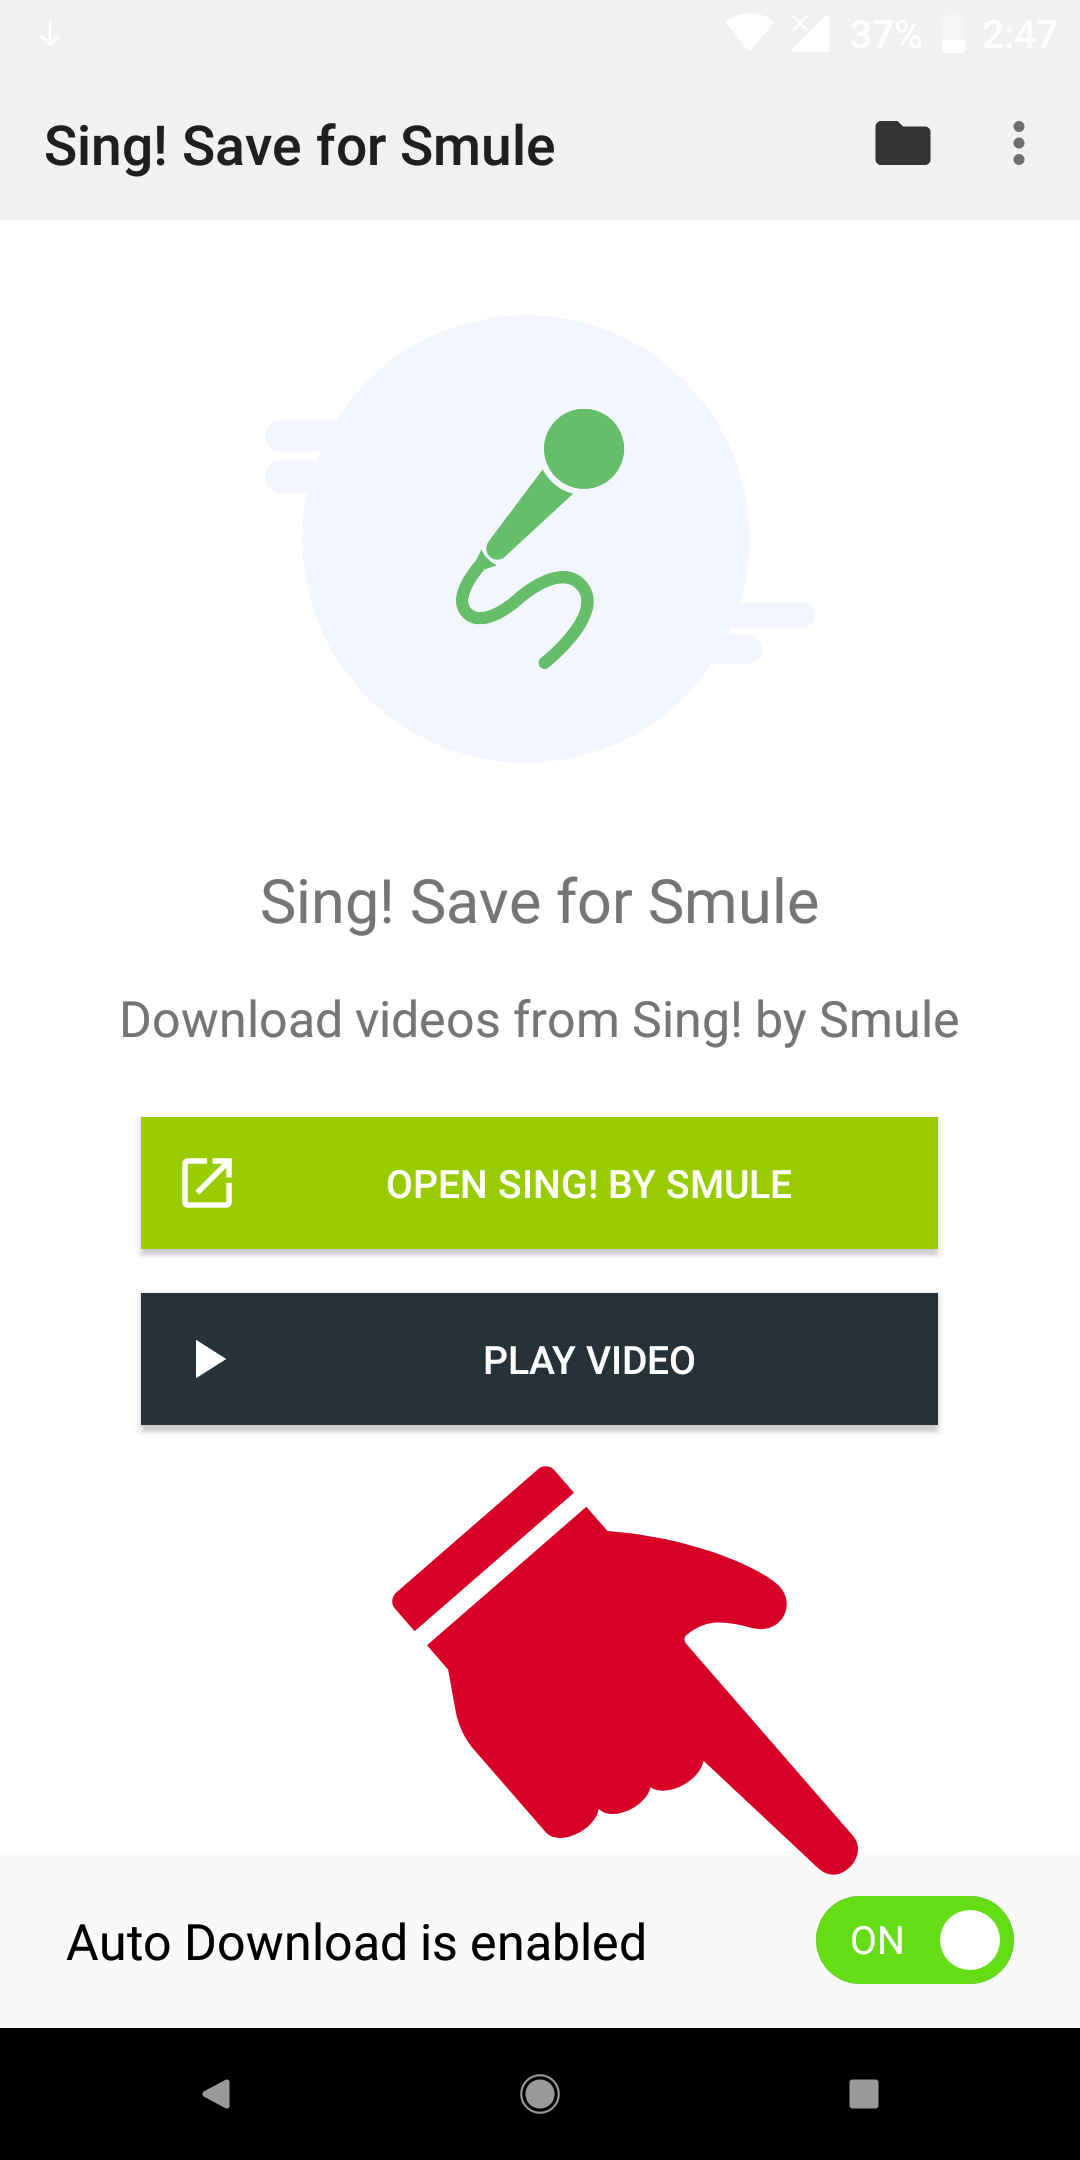 37% 2:47
Sing! Save for Smule
Sing! Save for Smule
Download videos from Sing! by Smule
OPEN SING! BY SMULE
PLAY VIDEO
Auto Download is enabled
ON